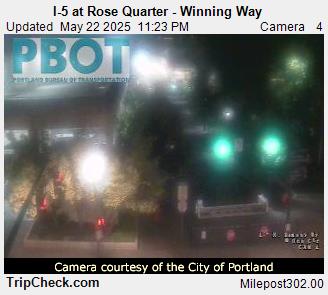 I-5 at Rose Quarter - Winning Way
Updated May 22 2025 11:23 PM Camera 4
PBOT
PORTLAND BUREAU OF TRANSPORTATION
Camera courtesy of the City of Portland
TripCheck.com Milepost302.00